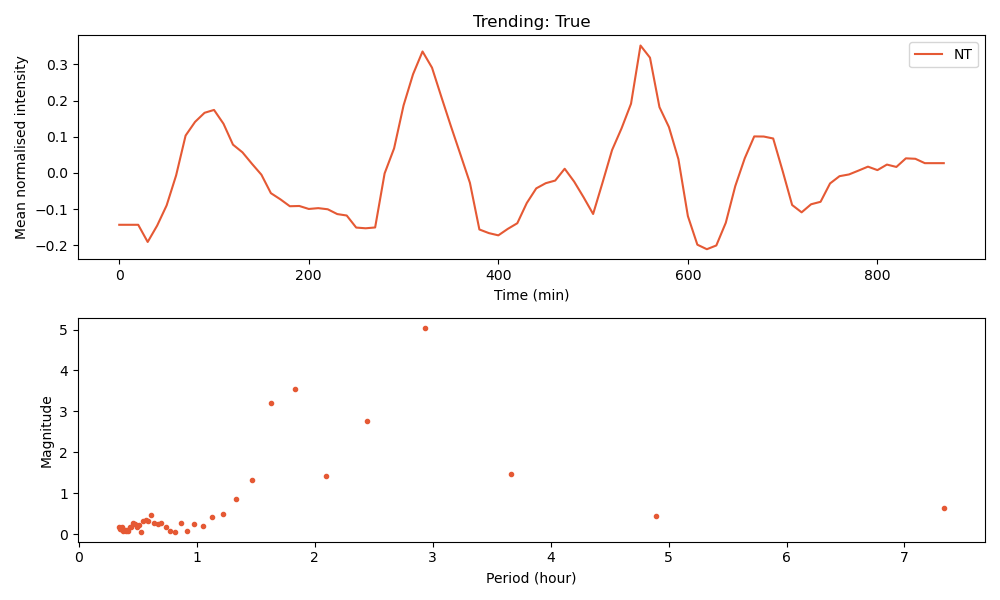 Trending: True
Mean normalised intensity
0.3
0.2
0.1
0.0
−0.1
−0.2
NT
0 200 400 600 800
Time (min)
Magnitude
5
4
3
2
1
0
0 1 2 3 4 5 6 7
Period (hour)